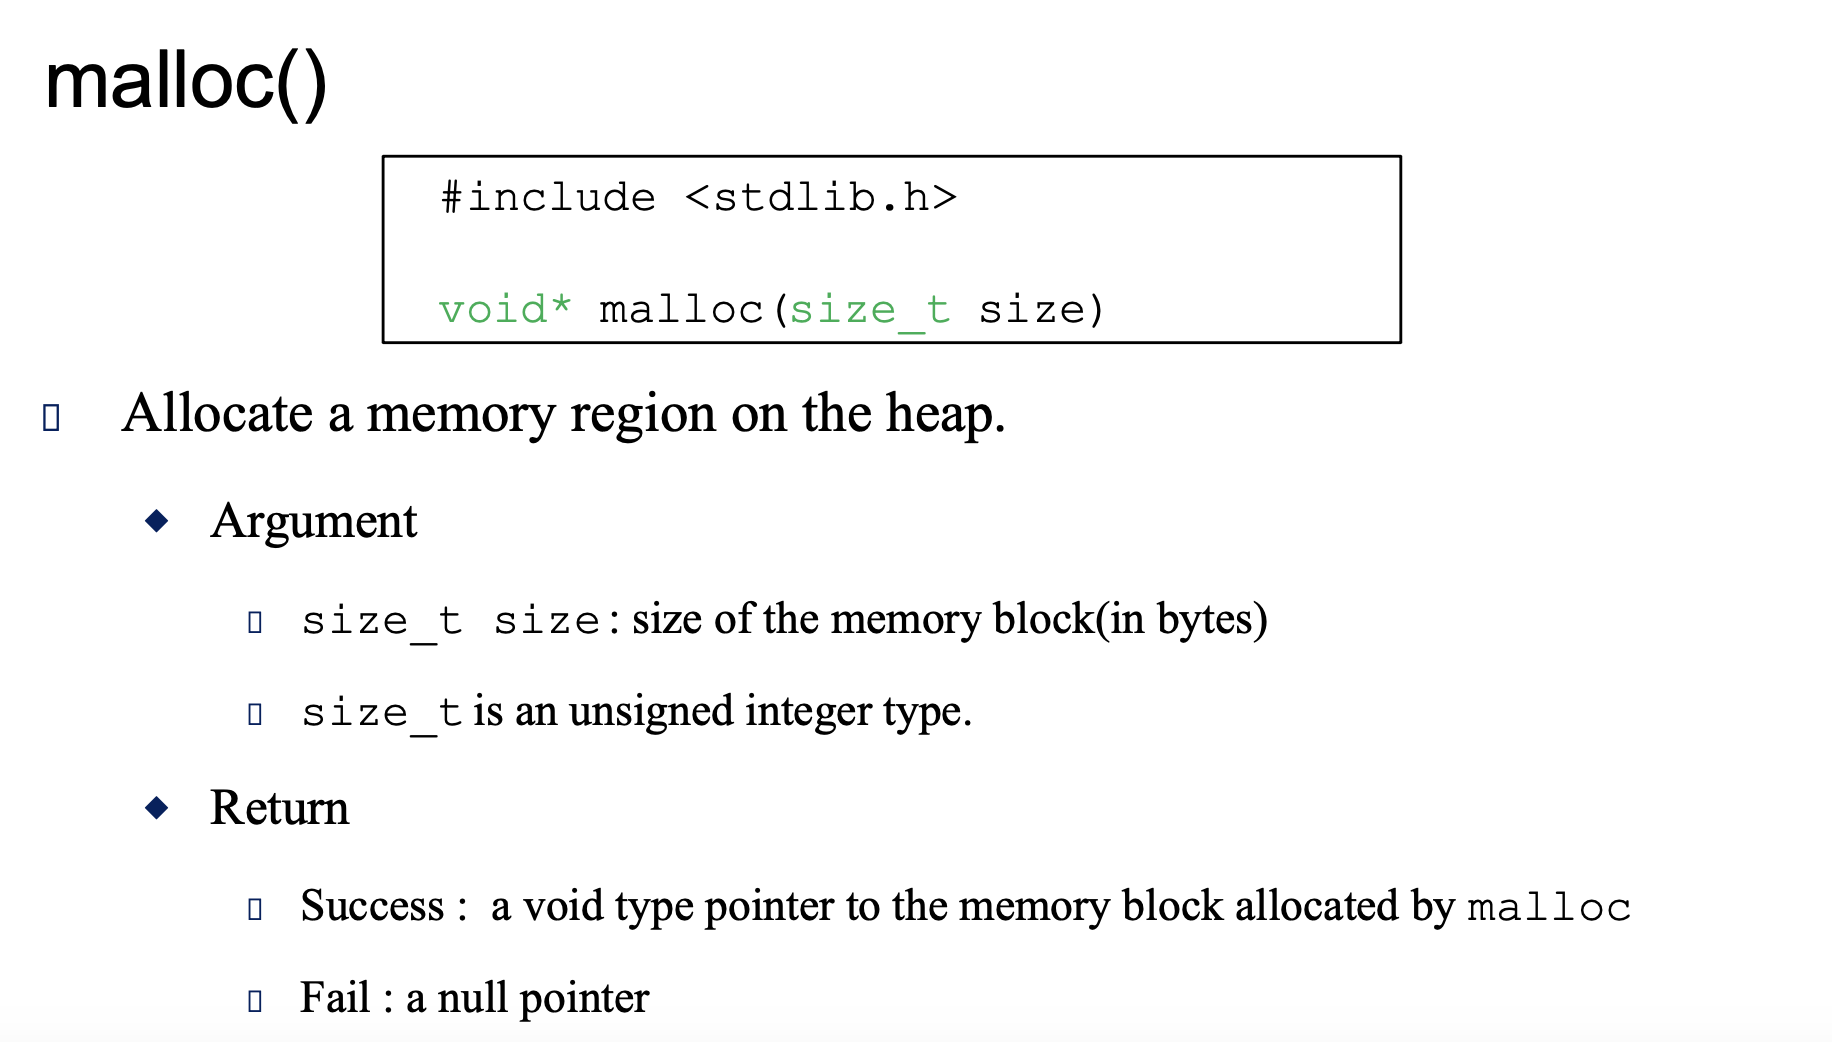 malloc()
#include <stdlib.h>
void* malloc(size_t size)
Allocate a memory region on the heap.
Argument
size_t size: size of the memory block(in bytes)
size_t is an unsigned integer type.
Return
Success : a void type pointer to the memory block allocated by malloc
Fail : a null pointer